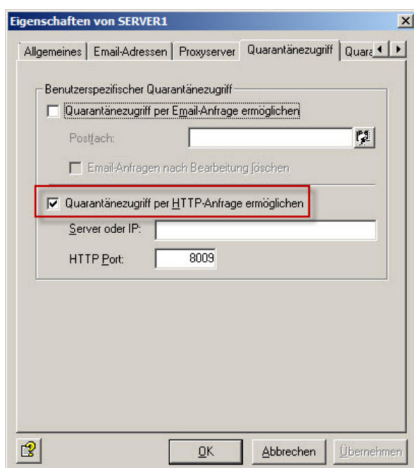 Eigenschaften von SERVER1
Allgemeines Email-Adressen Proxyserver Quarantänezugriff Quara
Benutzerspezifischer Quarantänezugriff
Quarantänezugriff per Email-Anfrage ermöglichen
Postfach:
Email-Anfragen nach Bearbeitung löschen
Quarantänezugriff per HTTP-Anfrage ermöglichen
Server oder IP:
HTTP Port: 8009
OK Abbrechen Übernehmen